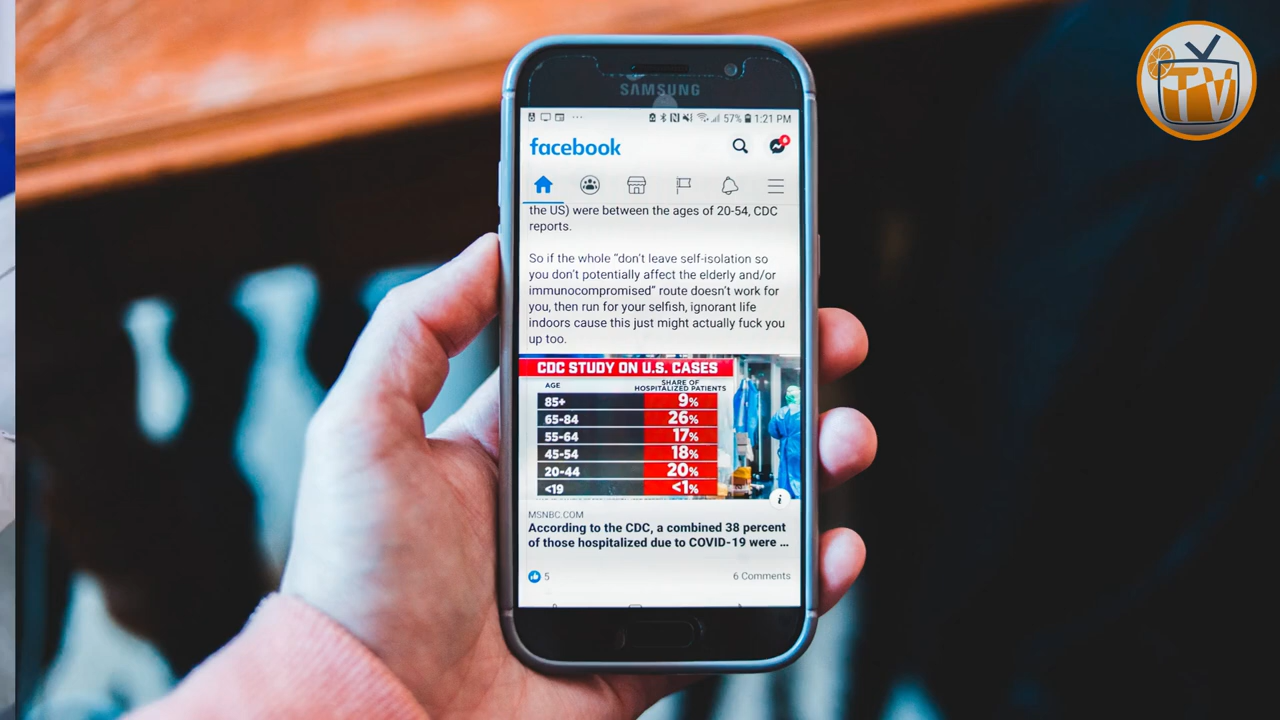 TV
SAMSUNG
57% 1:21 PM
facebook
the US) were between the ages of 20-54, CDC
reports.
So if the whole "don't leave self-isolation so
you don't potentially affect the elderly and/or
immunocompromised" route doesn't work for
you, then run for your selfish, ignorant life
indoors cause this just might actually fuck you
up too.
CDC STUDY ON U.S. CASES
AGE SHARE OF
HOSPITALIZED PATIENTS
85+ 9%
65-84 26%
55-64 17%
45-54 18%
20-44 20%
<19 <1%
MSNBC.COM
According to the CDC, a combined 38 percent
of those hospitalized due to COVID-19 were ...
5 6 Comments